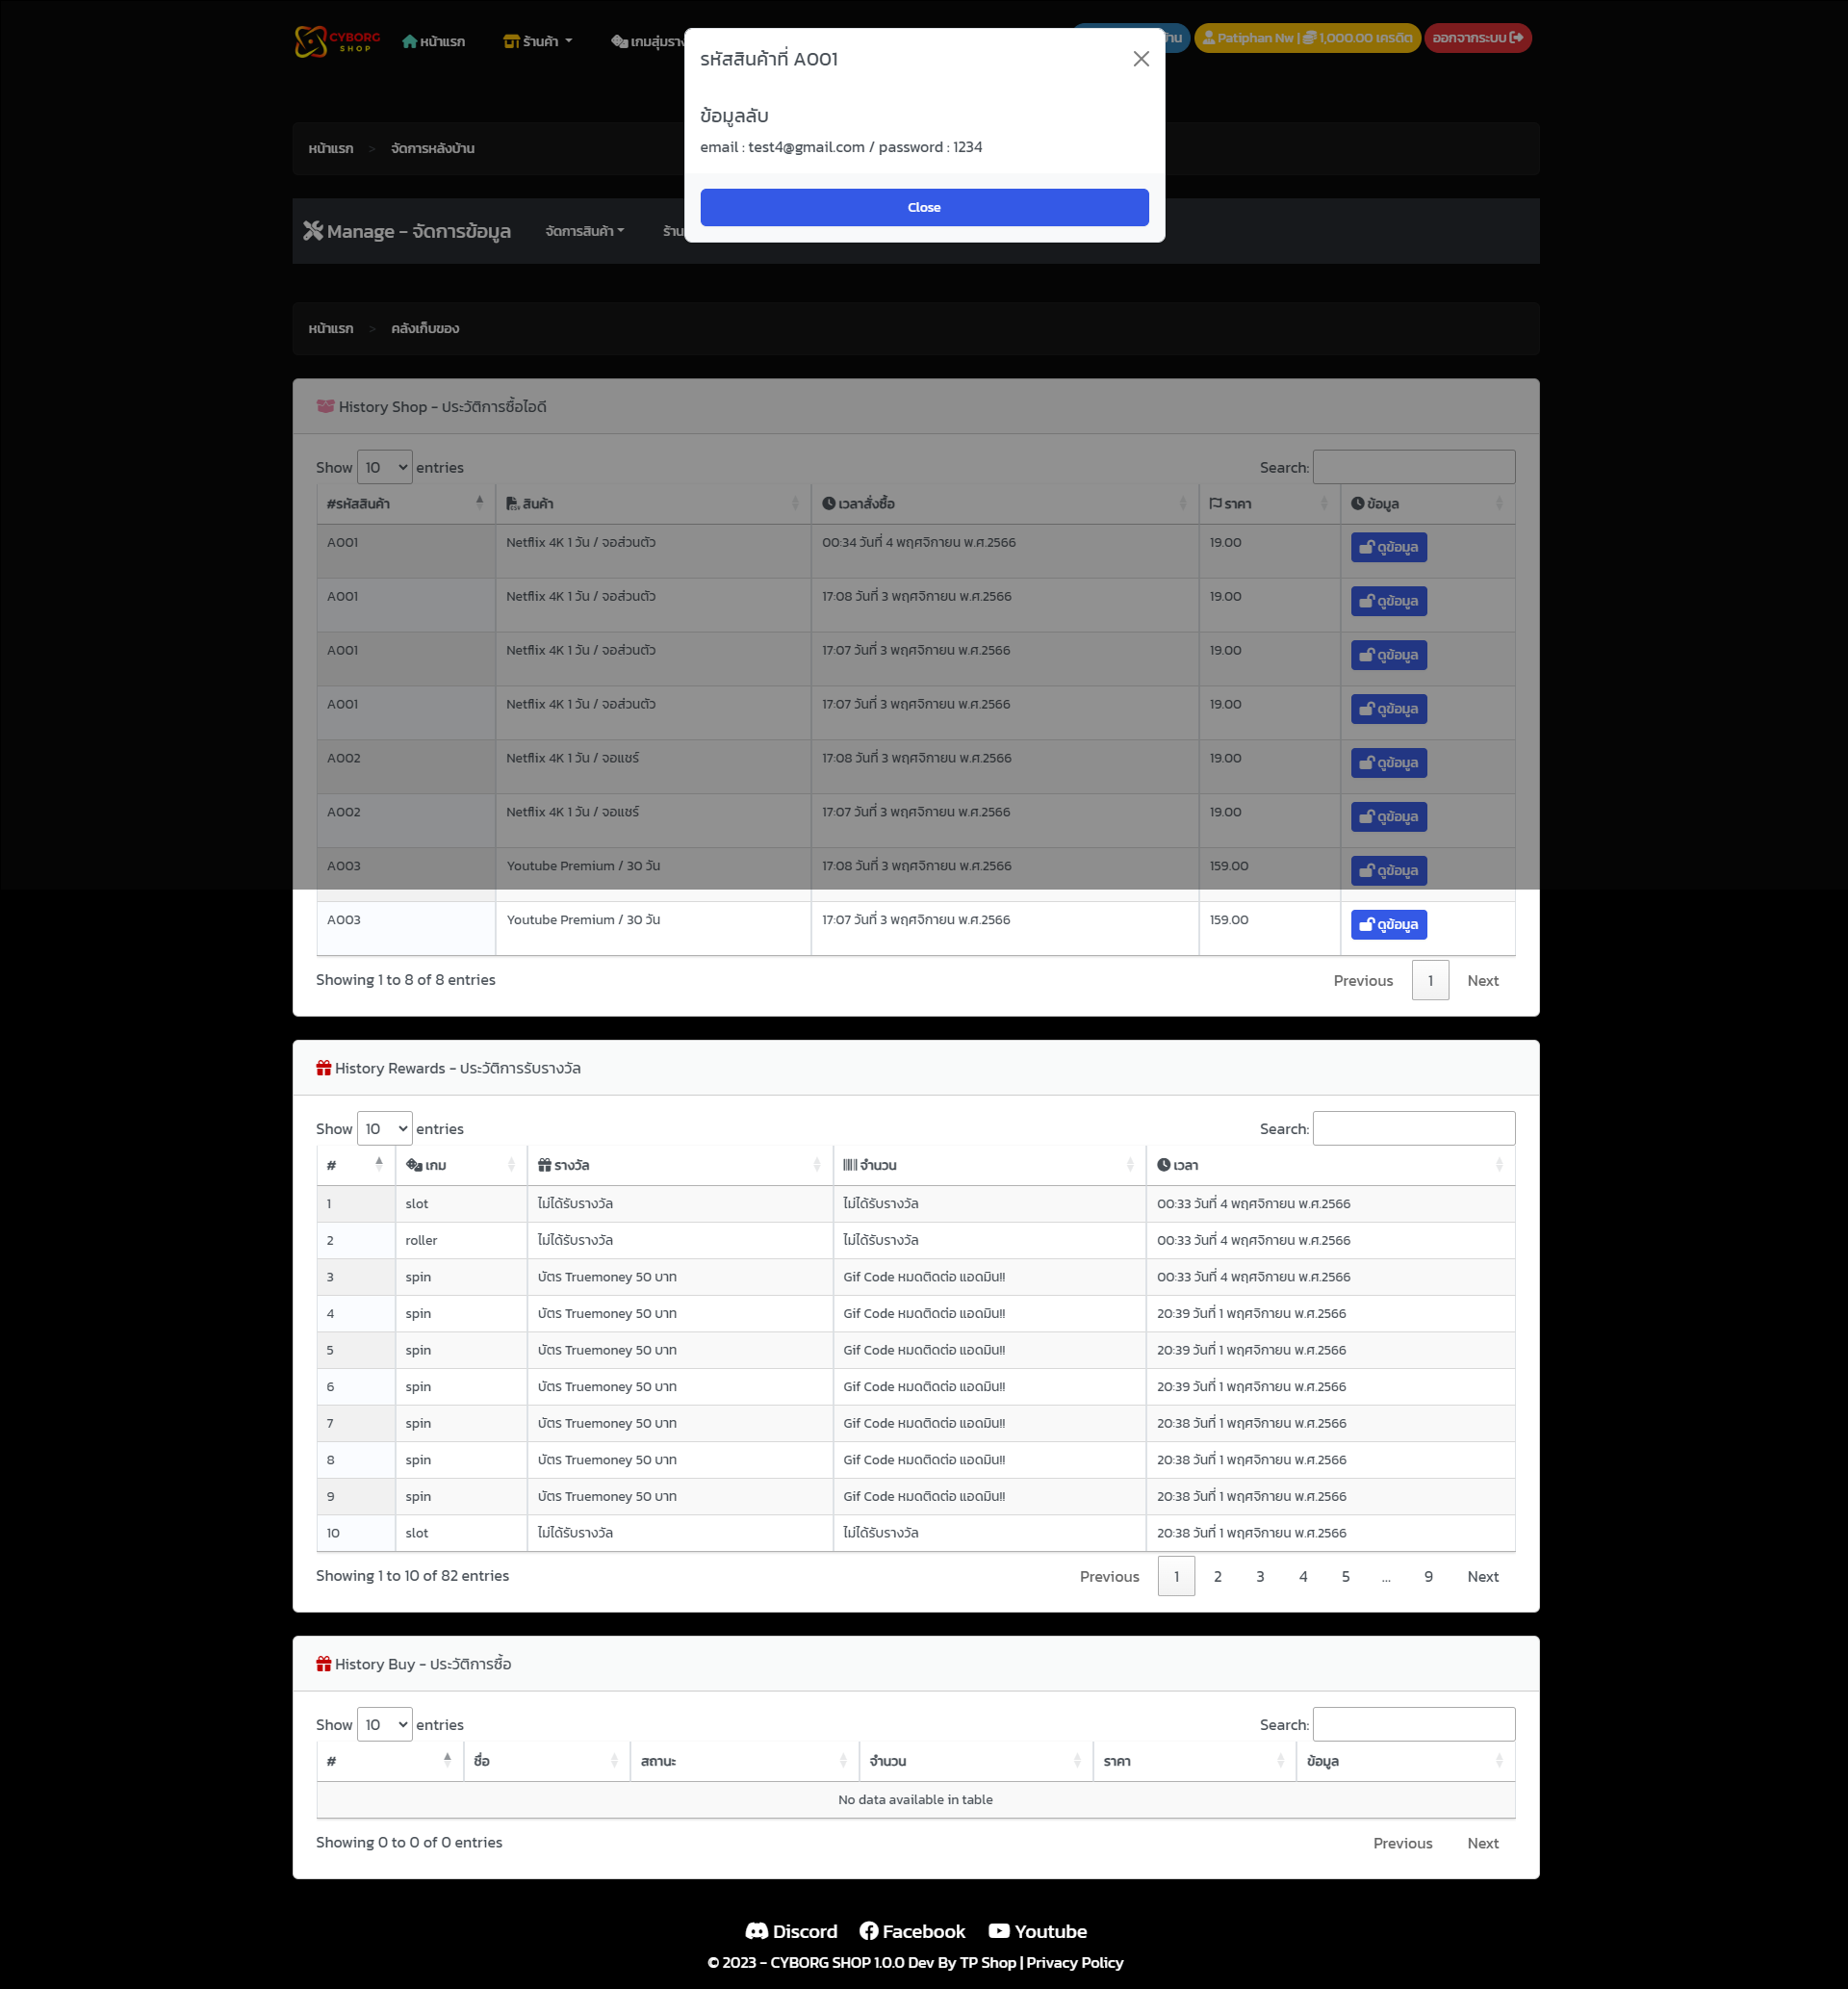 CYBORG
SHOP
หน้าแรก
ร้านค้า
Patiphan Nw | 1,000.00 เครดิต
ออกจากระบบ
รหัสสินค้าที่ A001
ข้อมูลลับ
email : test4@gmail.com / password : 1234
Close
หน้าแรก > จัดการหลังบ้าน
Manage - จัดการข้อมูล จัดการสินค้า
หน้าแรก > คลังเก็บของ
History Shop - ประวัติการซื้อไอดี
Show 10 entries Search:
#รหัสสินค้า สินค้า เวลาสั่งซื้อ ราคา ข้อมูล
A001 Netflix 4K 1 วัน / จอส่วนตัว 00:34 วันที่ 4 พฤศจิกายน พ.ศ.2566 19.00 ดูข้อมูล
A001 Netflix 4K 1 วัน / จอส่วนตัว 17:08 วันที่ 3 พฤศจิกายน พ.ศ.2566 19.00 ดูข้อมูล
A001 Netflix 4K 1 วัน / จอส่วนตัว 17:07 วันที่ 3 พฤศจิกายน พ.ศ.2566 19.00 ดูข้อมูล
A001 Netflix 4K 1 วัน / จอส่วนตัว 17:07 วันที่ 3 พฤศจิกายน พ.ศ.2566 19.00 ดูข้อมูล
A002 Netflix 4K 1 วัน / จอแชร์ 17:08 วันที่ 3 พฤศจิกายน พ.ศ.2566 19.00 ดูข้อมูล
A002 Netflix 4K 1 วัน / จอแชร์ 17:07 วันที่ 3 พฤศจิกายน พ.ศ.2566 19.00 ดูข้อมูล
A003 Youtube Premium / 30 วัน 17:08 วันที่ 3 พฤศจิกายน พ.ศ.2566 159.00 ดูข้อมูล
A003 Youtube Premium / 30 วัน 17:07 วันที่ 3 พฤศจิกายน พ.ศ.2566 159.00 ดูข้อมูล
Showing 1 to 8 of 8 entries Previous 1 Next
History Rewards - ประวัติการรับรางวัล
Show 10 entries Search:
# เกม รางวัล จำนวน เวลา
1 slot ไม่ได้รับรางวัล ไม่ได้รับรางวัล 00:33 วันที่ 4 พฤศจิกายน พ.ศ.2566
2 roller ไม่ได้รับรางวัล ไม่ได้รับรางวัล 00:33 วันที่ 4 พฤศจิกายน พ.ศ.2566
3 spin บัตร Truemoney 50 บาท Gif Code หมดติดต่อ แอดมิน!! 00:33 วันที่ 4 พฤศจิกายน พ.ศ.2566
4 spin บัตร Truemoney 50 บาท Gif Code หมดติดต่อ แอดมิน!! 20:39 วันที่ 1 พฤศจิกายน พ.ศ.2566
5 spin บัตร Truemoney 50 บาท Gif Code หมดติดต่อ แอดมิน!! 20:39 วันที่ 1 พฤศจิกายน พ.ศ.2566
6 spin บัตร Truemoney 50 บาท Gif Code หมดติดต่อ แอดมิน!! 20:39 วันที่ 1 พฤศจิกายน พ.ศ.2566
7 spin บัตร Truemoney 50 บาท Gif Code หมดติดต่อ แอดมิน!! 20:38 วันที่ 1 พฤศจิกายน พ.ศ.2566
8 spin บัตร Truemoney 50 บาท Gif Code หมดติดต่อ แอดมิน!! 20:38 วันที่ 1 พฤศจิกายน พ.ศ.2566
9 spin บัตร Truemoney 50 บาท Gif Code หมดติดต่อ แอดมิน!! 20:38 วันที่ 1 พฤศจิกายน พ.ศ.2566
10 slot ไม่ได้รับรางวัล ไม่ได้รับรางวัล 20:38 วันที่ 1 พฤศจิกายน พ.ศ.2566
Showing 1 to 10 of 82 entries Previous 1 2 3 4 5 ... 9 Next
History Buy - ประวัติการซื้อ
Show 10 entries Search:
# ชื่อ สถานะ จำนวน ราคา ข้อมูล
No data available in table
Showing 0 to 0 of 0 entries Previous Next
Discord Facebook Youtube
© 2023 - CYBORG SHOP 1.0.0 Dev By TP Shop | Privacy Policy